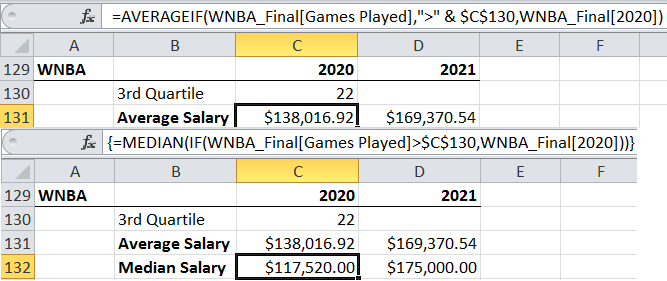 fx =AVERAGEIF(WNBA_Final[Games Played],">" & $C$130,WNBA_Final[2020])
A B C D E F
129 WNBA 2020 2021
130 3rd Quartile 22
131 Average Salary $138,016.92 $169,370.54
fx {=MEDIAN(IF(WNBA_Final[Games Played]>$C$130,WNBA_Final[2020]))}
A B C D E F
129 WNBA 2020 2021
130 3rd Quartile 22
131 Average Salary $138,016.92 $169,370.54
132 Median Salary $117,520.00 $175,000.00